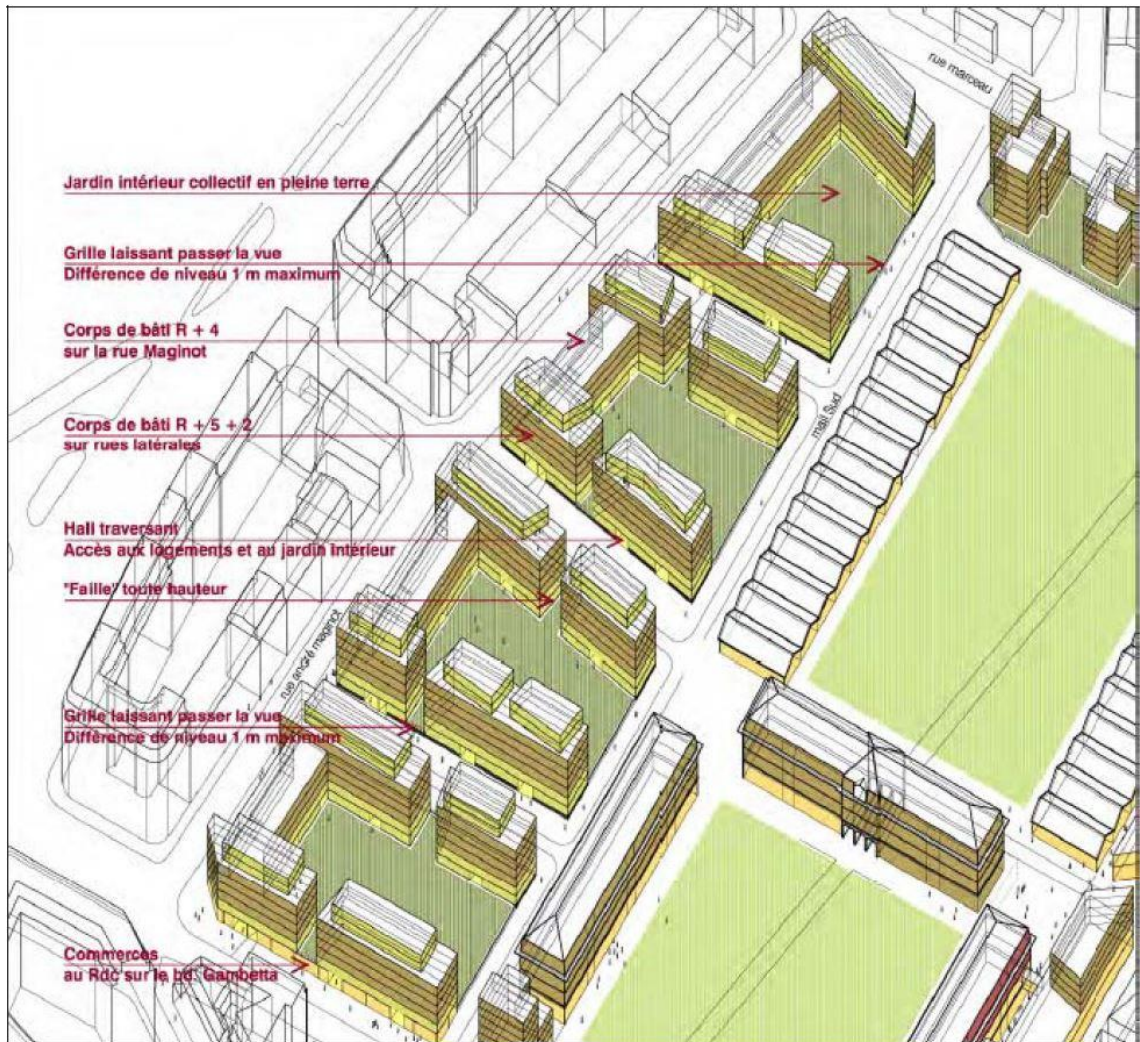 rue marceau
Jardin intérieur collectif en pleine terre
Grille laissant passer la vue
Différence de niveau 1 m maximum
Corps de bâti R + 4
sur la rue Maginot
Corps de bâti R + 5 + 2
sur rues latérales
mail Sud
Hall traversant
Accès aux logements et au jardin intérieur
"Faille" toute hauteur
rue andré maginot
Grille laissant passer la vue
Différence de niveau 1 m maximum
Commerces
au Rdc sur le bd. Gambetta